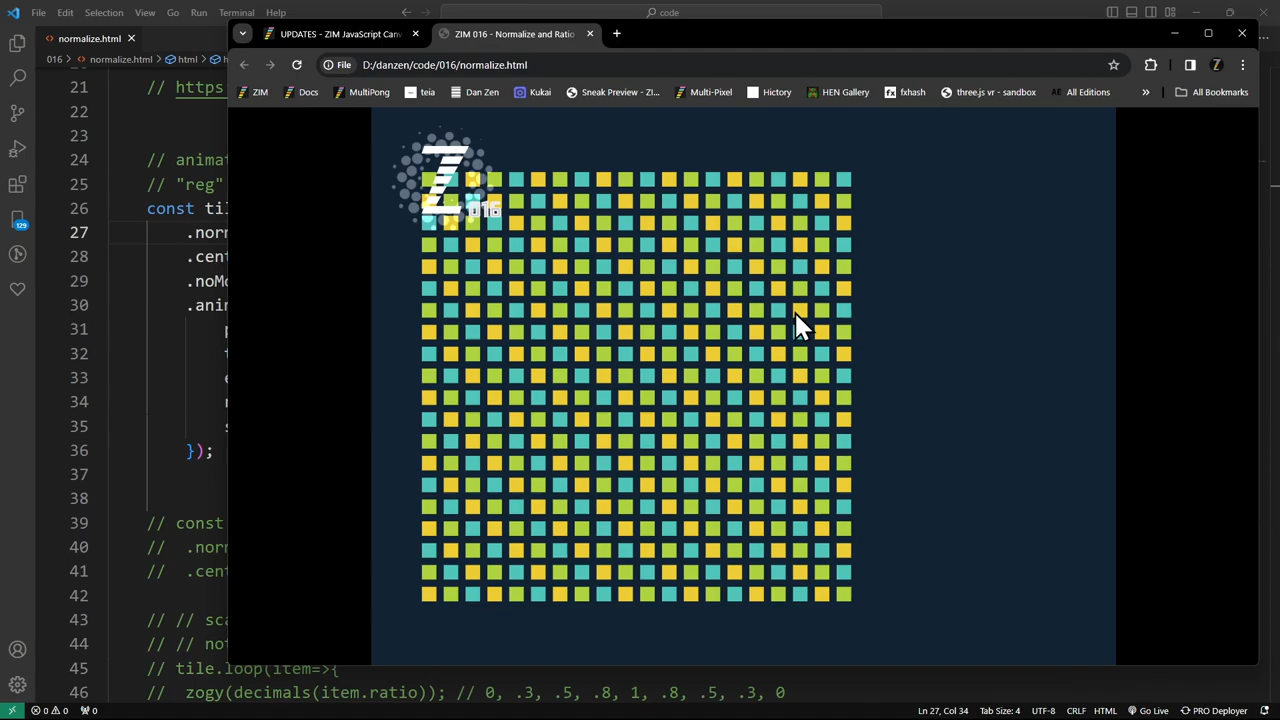 File Edit Selection View Go Run Terminal Help
code
normalize.html
016 > normalize.html > html >
UPDATES - ZIM JavaScript Can
ZIM 016 - Normalize and Ratio
File D:/danzen/code/016/normalize.html
ZIM Docs MultiPong teia Dan Zen Kukai Sneak Preview - ZI... Multi-Pixel Hictory HEN Gallery fxhash three.js vr - sandbox AE All Editions » All Bookmarks
Z 016
21 // https
22
23
24 // animat
25 // "reg"
26 const til
27 .norm
28 .cent
29 .noMo
30 .anim
31
32
33
34
35
36 });
37
38
39 // const
40 // .norm
41 // .cent
42
43 // // sca
44 // // not
45 // tile.loop(item=>{
46 // zogy(decimals(item.ratio)); // 0, .3, .5, .8, 1, .8, .5, .3, 0
129
0 0 0 Ln 27, Col 34 Tab Size: 4 UTF-8 CRLF HTML Go Live PRO Deployer